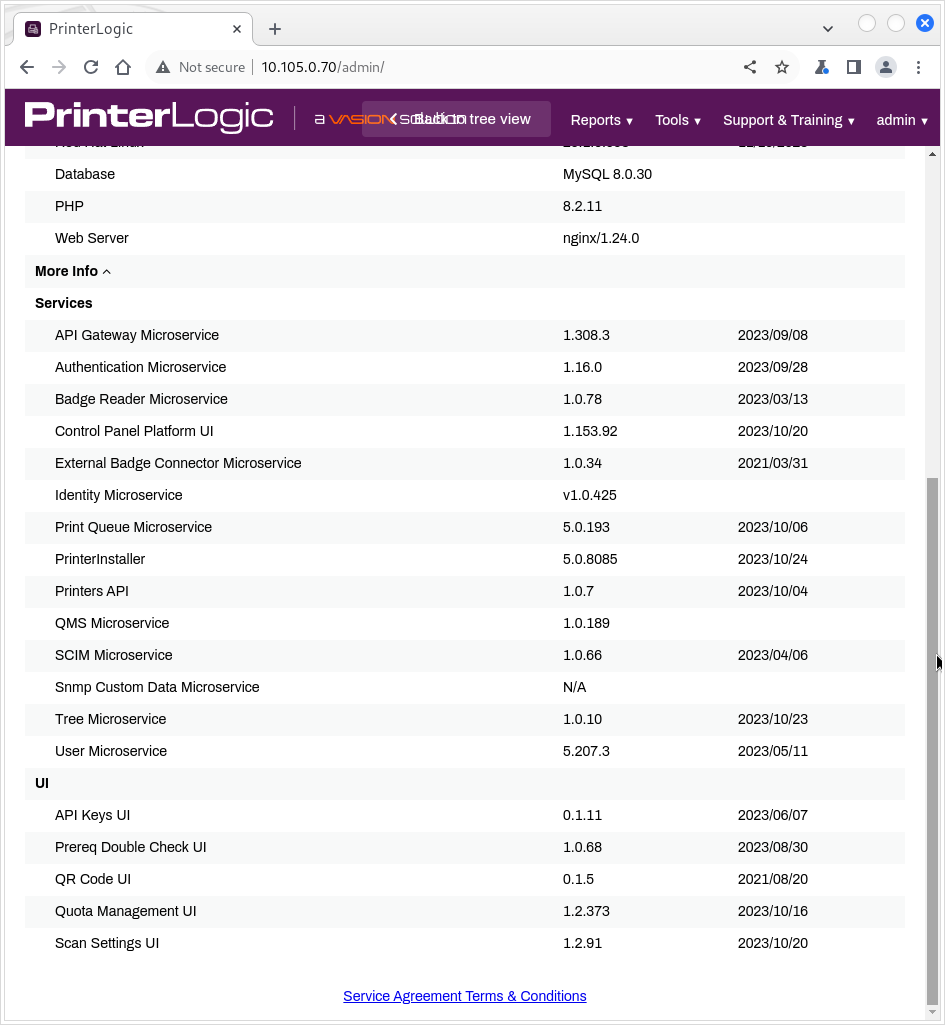 PrinterLogic
Not secure 10.105.0.70/admin/
PrinterLogic a VASION Back to tree view Reports Tools Support & Training admin
Database MySQL 8.0.30
PHP 8.2.11
Web Server nginx/1.24.0
More Info
Services
API Gateway Microservice 1.308.3 2023/09/08
Authentication Microservice 1.16.0 2023/09/28
Badge Reader Microservice 1.0.78 2023/03/13
Control Panel Platform UI 1.153.92 2023/10/20
External Badge Connector Microservice 1.0.34 2021/03/31
Identity Microservice v1.0.425
Print Queue Microservice 5.0.193 2023/10/06
PrinterInstaller 5.0.8085 2023/10/24
Printers API 1.0.7 2023/10/04
QMS Microservice 1.0.189
SCIM Microservice 1.0.66 2023/04/06
Snmp Custom Data Microservice N/A
Tree Microservice 1.0.10 2023/10/23
User Microservice 5.207.3 2023/05/11
UI
API Keys UI 0.1.11 2023/06/07
Prereq Double Check UI 1.0.68 2023/08/30
QR Code UI 0.1.5 2021/08/20
Quota Management UI 1.2.373 2023/10/16
Scan Settings UI 1.2.91 2023/10/20
Service Agreement Terms & Conditions